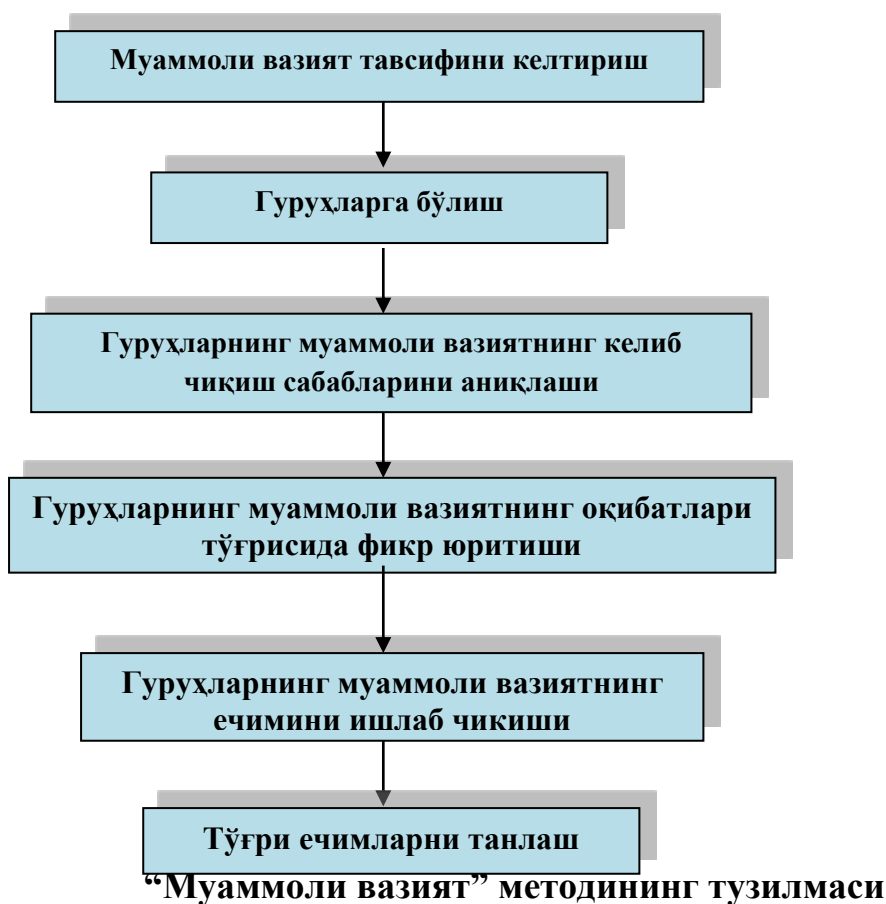 Муаммоли вазият тавсифини келтириш
Гуруҳларга бўлиш
Гуруҳларнинг муаммоли вазиятнинг келиб
чиқиш сабабларини аниқлаши
Гуруҳларнинг муаммоли вазиятнинг оқибатлари
тўғрисида фикр юритиши
Гуруҳларнинг муаммоли вазиятнинг
ечимини ишлаб чикиши
Тўғри ечимларни танлаш
“Муаммоли вазият” методининг тузилмаси